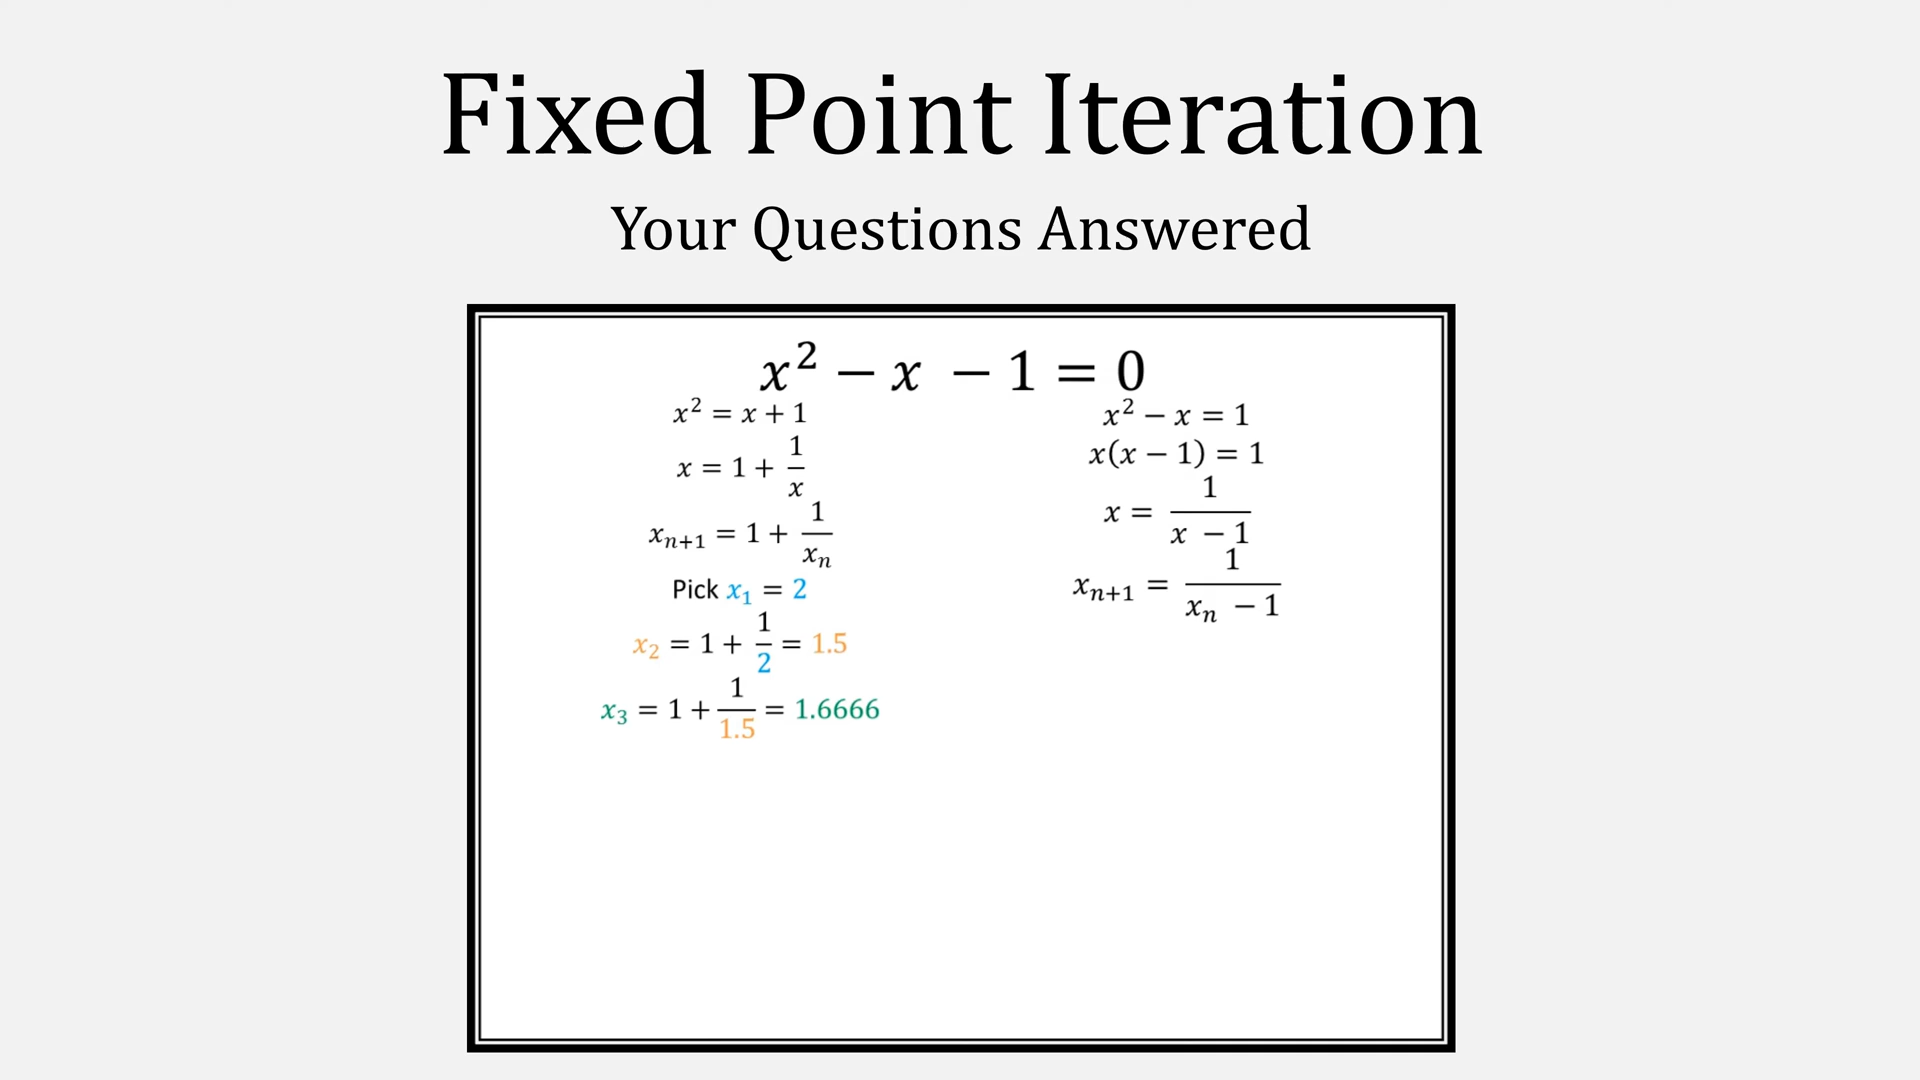 Fixed Point Iteration
Your Questions Answered
x² − x − 1 = 0
x² = x + 1
x = 1 + 1/x
xₙ₊₁ = 1 + 1/xₙ
Pick x₁ = 2
x₂ = 1 + 1/2 = 1.5
x₃ = 1 + 1/1.5 = 1.6666
x² − x = 1
x(x − 1) = 1
x = 1/(x − 1)
xₙ₊₁ = 1/(xₙ − 1)